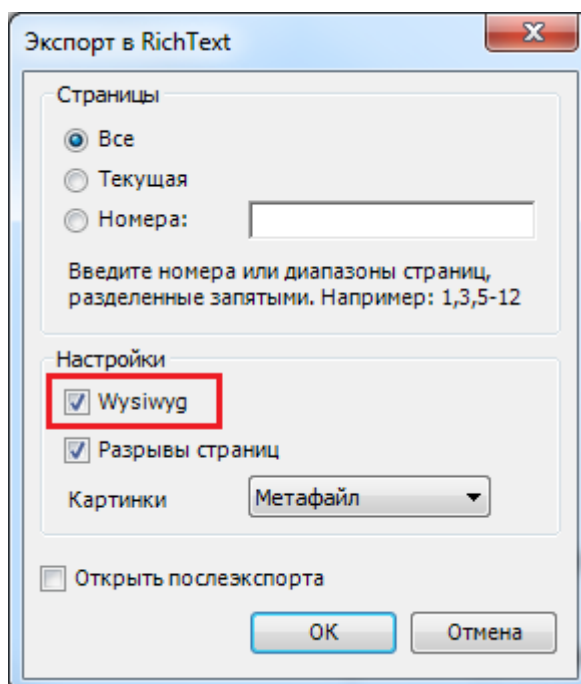 Экспорт в RichText
Страницы
Все
Текущая
Номера:
Введите номера или диапазоны страниц,
разделенные запятыми. Например: 1,3,5-12
Настройки
Wysiwyg
Разрывы страниц
Картинки Метафайл
Открыть послеэкспорта
ОК Отмена